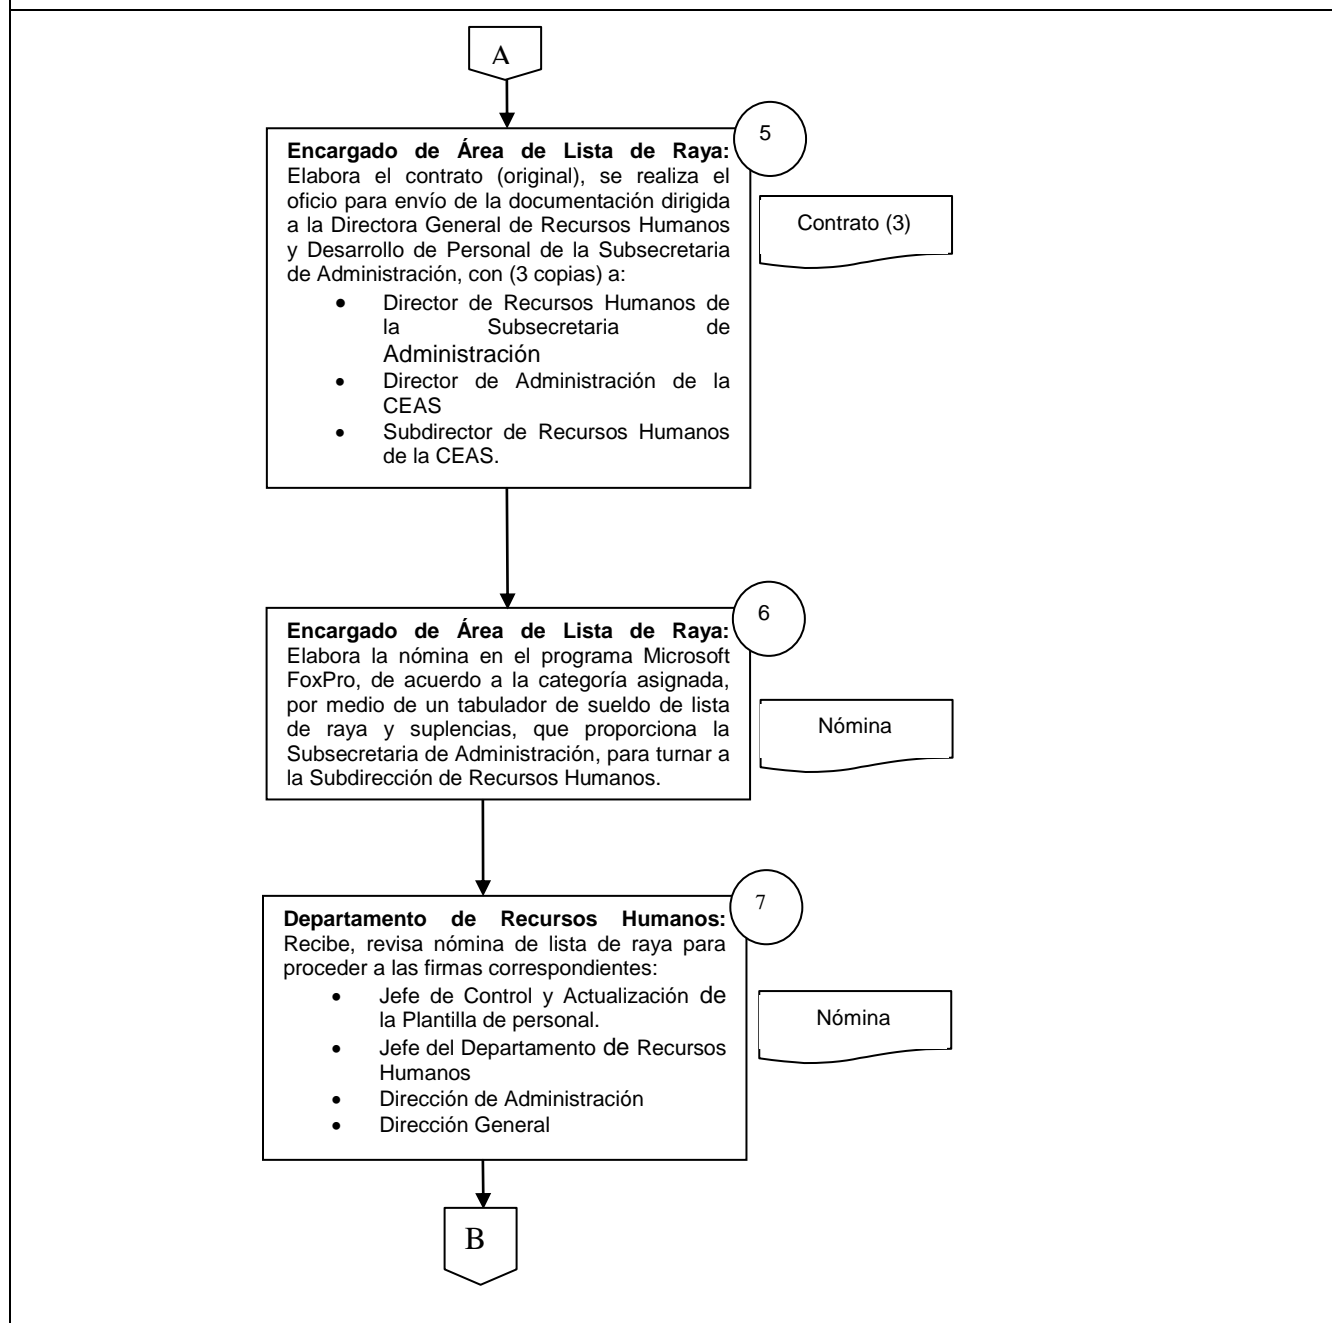 A
5
Encargado de Área de Lista de Raya:
Elabora el contrato (original), se realiza el
oficio para envío de la documentación dirigida
a la Directora General de Recursos Humanos
y Desarrollo de Personal de la Subsecretaria
de Administración, con (3 copias) a:
• Director de Recursos Humanos de
la Subsecretaria de
Administración
• Director de Administración de la
CEAS
• Subdirector de Recursos Humanos
de la CEAS.
Contrato (3)
6
Encargado de Área de Lista de Raya:
Elabora la nómina en el programa Microsoft
FoxPro, de acuerdo a la categoría asignada,
por medio de un tabulador de sueldo de lista
de raya y suplencias, que proporciona la
Subsecretaria de Administración, para turnar a
la Subdirección de Recursos Humanos.
Nómina
7
Departamento de Recursos Humanos:
Recibe, revisa nómina de lista de raya para
proceder a las firmas correspondientes:
• Jefe de Control y Actualización de
la Plantilla de personal.
• Jefe del Departamento de Recursos
Humanos
• Dirección de Administración
• Dirección General
Nómina
B